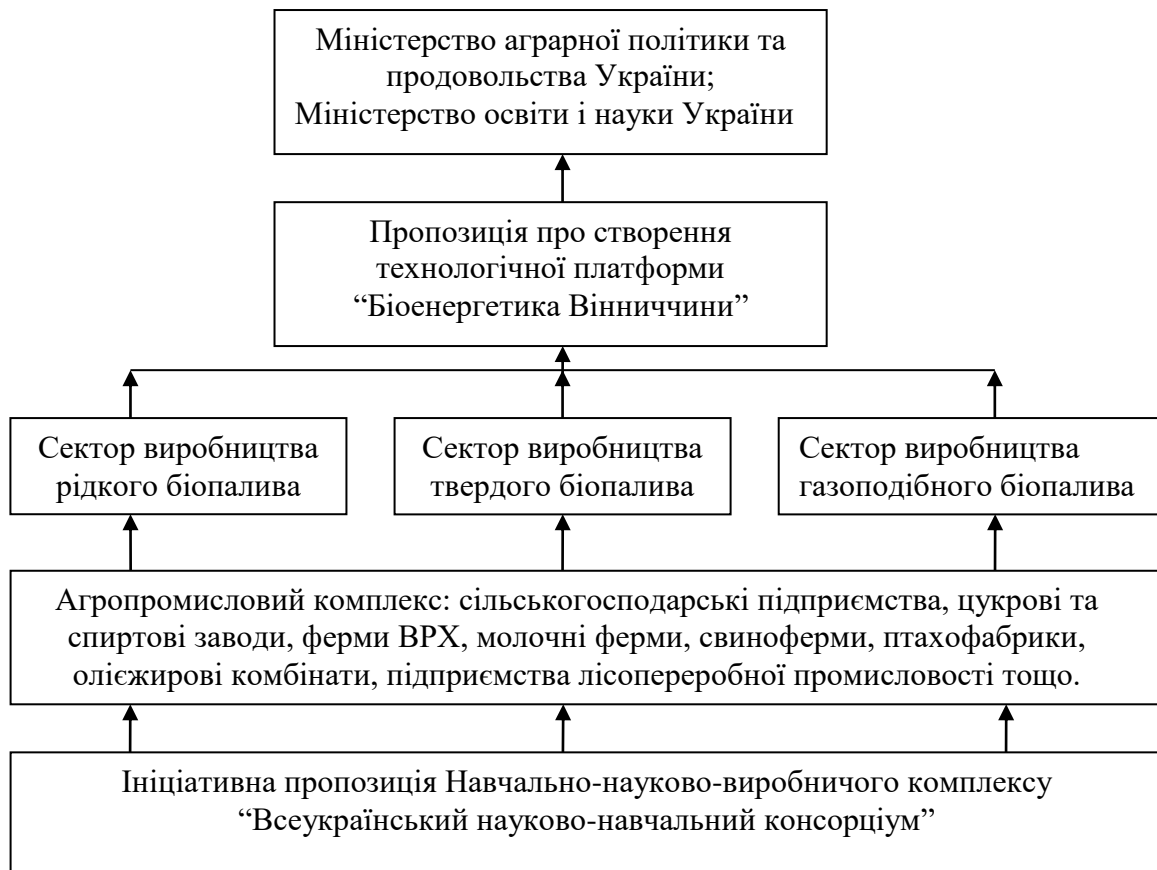 Міністерство аграрної політики та
продовольства України;
Міністерство освіти і науки України
Пропозиція про створення
технологічної платформи
“Біоенергетика Вінниччини”
Сектор виробництва
рідкого біопалива
Сектор виробництва
твердого біопалива
Сектор виробництва
газоподібного біопалива
Агропромисловий комплекс: сільськогосподарські підприємства, цукрові та
спиртові заводи, ферми ВРХ, молочні ферми, свиноферми, птахофабрики,
олієжирові комбінати, підприємства лісопереробної промисловості тощо.
Ініціативна пропозиція Навчально-науково-виробничого комплексу
“Всеукраїнський науково-навчальний консорціум”